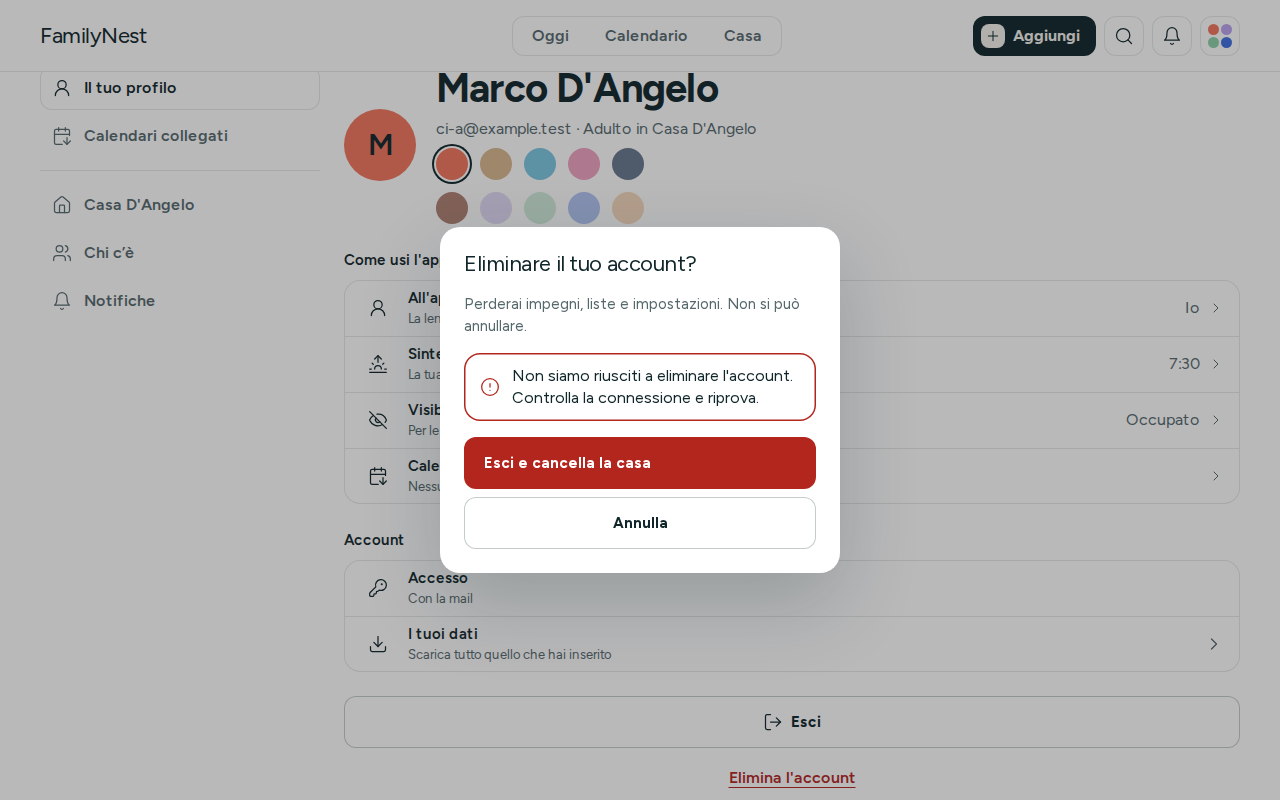 FamilyNest
Oggi
Calendario
Casa
Aggiungi
Il tuo profilo
Calendari collegati
Casa D'Angelo
Chi c'è
Notifiche
Marco D'Angelo
M
ci-a@example.test · Adulto in Casa D'Angelo
Come usi l'ap
All'a
La len
Io
Sinte
La tua
7:30
Visib
Per le
Occupato
Cale
Nessu
Eliminare il tuo account?
Perderai impegni, liste e impostazioni. Non si può
annullare.
Non siamo riusciti a eliminare l'account.
Controlla la connessione e riprova.
Esci e cancella la casa
Annulla
Account
Accesso
Con la mail
I tuoi dati
Scarica tutto quello che hai inserito
Esci
Elimina l'account